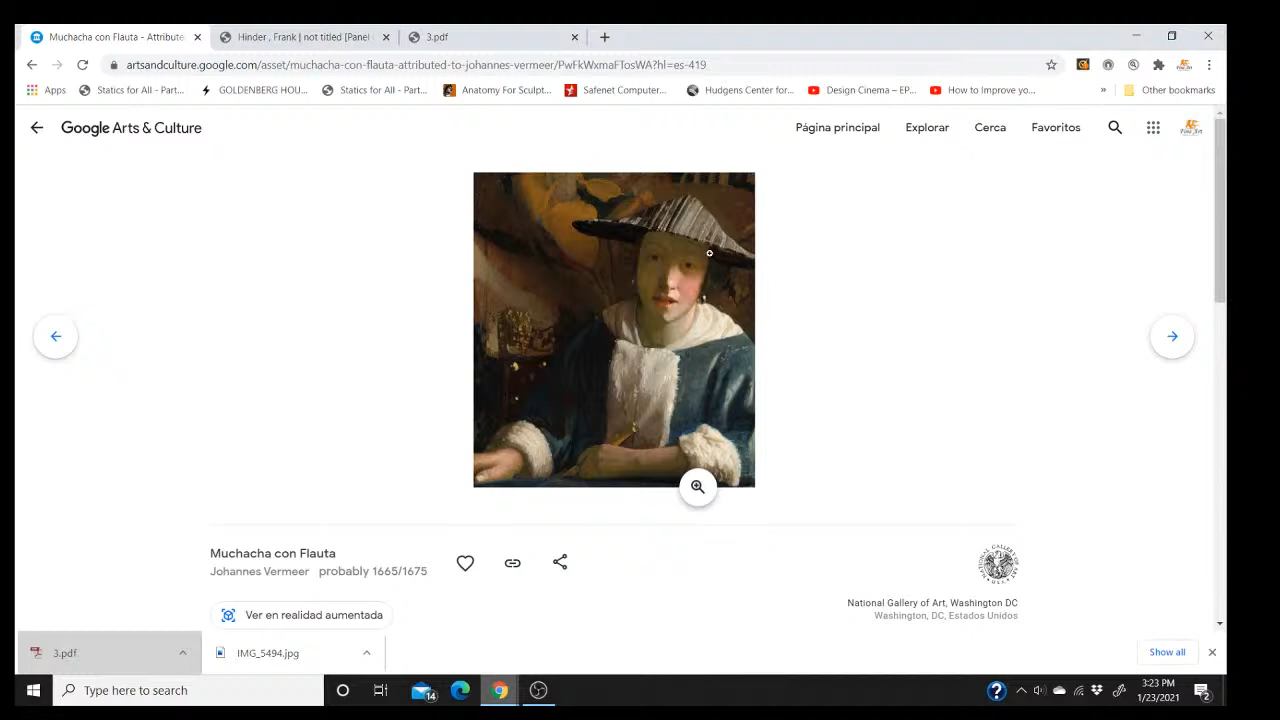 Muchacha con Flauta - Attribute
Hinder , Frank | not titled [Panel
3.pdf
artsandculture.google.com/asset/muchacha-con-flauta-attributed-to-johannes-vermeer/PwFkWxmaFTosWA?hl=es-419
Apps
Statics for All - Part...
GOLDENBERG HOU...
Statics for All - Part...
Anatomy For Sculpt...
Safenet Computer...
Hudgens Center for...
Design Cinema – EP...
How to Improve yo...
»
Other bookmarks
Google Arts & Culture
Página principal
Explorar
Cerca
Favoritos
Muchacha con Flauta
Johannes Vermeer probably 1665/1675
Ver en realidad aumentada
National Gallery of Art, Washington DC
Washington, DC, Estados Unidos
3.pdf
IMG_5494.jpg
Show all
Type here to search
14
3:23 PM
1/23/2021
2